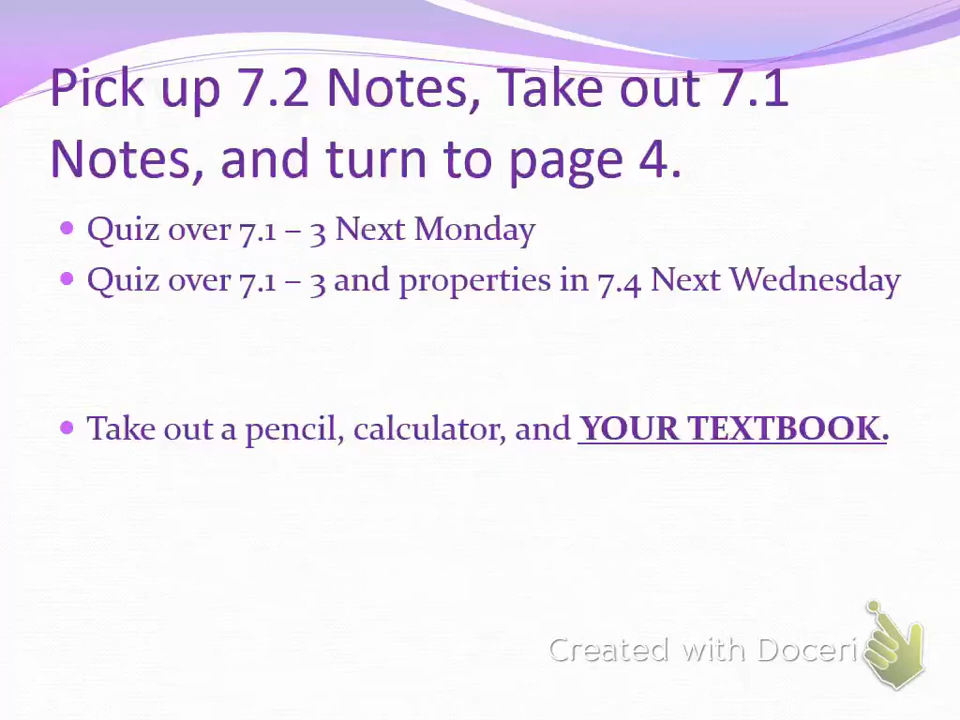 Pick up 7.2 Notes, Take out 7.1
Notes, and turn to page 4.
• Quiz over 7.1 – 3 Next Monday
• Quiz over 7.1 – 3 and properties in 7.4 Next Wednesday
• Take out a pencil, calculator, and YOUR TEXTBOOK.
Created with Doceri